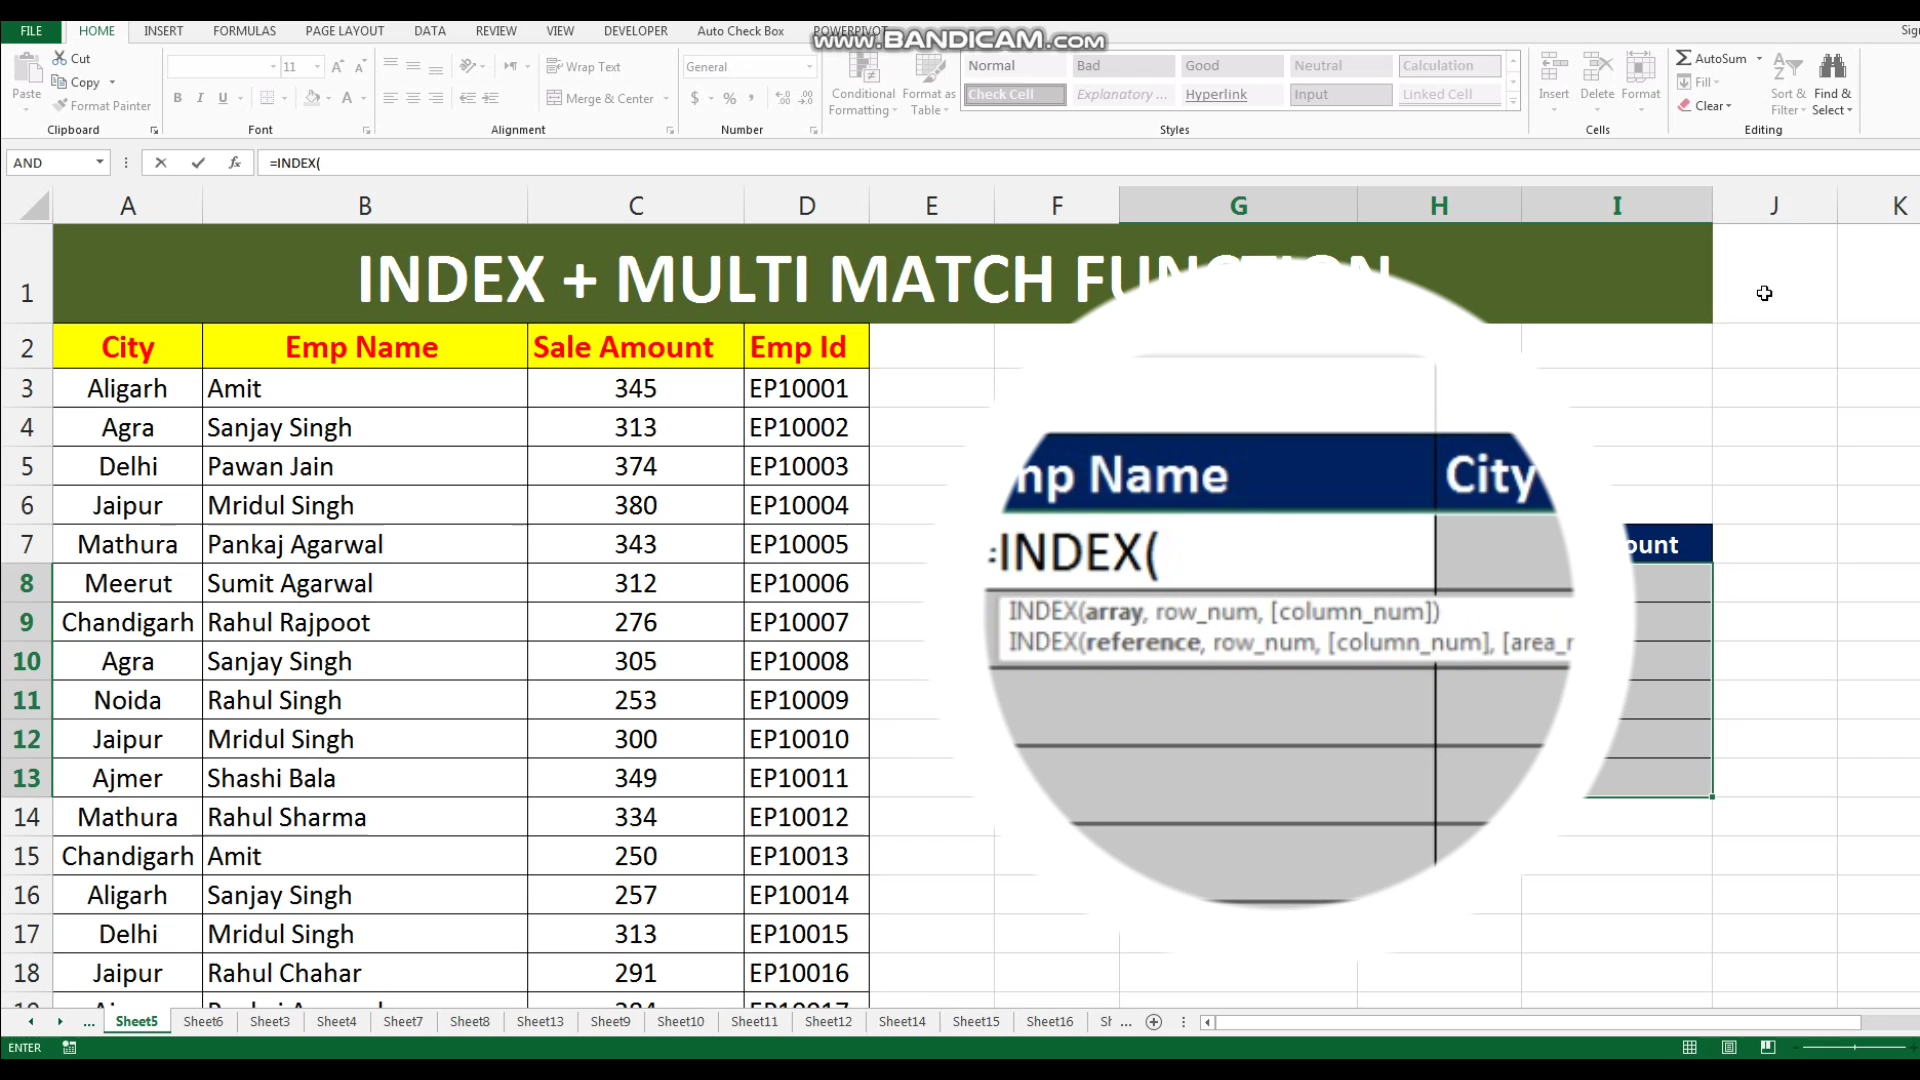 www.BANDICAM.com
FILE HOME INSERT FORMULAS PAGE LAYOUT DATA REVIEW VIEW DEVELOPER Auto Check Box POWERPIVOT
Cut
Copy
Format Painter
Paste
Clipboard
11
Font
Wrap Text
Merge & Center
Alignment
General
Number
Conditional Formatting
Format as Table
Normal Bad Good Neutral Calculation
Check Cell Explanatory ... Hyperlink Input Linked Cell
Styles
Insert Delete Format
Cells
AutoSum
Fill
Clear
Sort & Filter
Find & Select
Editing
AND =INDEX(
A B C D E F G H I J K
1 INDEX + MULTI MATCH FUNCTION
2 City Emp Name Sale Amount Emp Id
3 Aligarh Amit 345 EP10001
4 Agra Sanjay Singh 313 EP10002
5 Delhi Pawan Jain 374 EP10003
6 Jaipur Mridul Singh 380 EP10004
7 Mathura Pankaj Agarwal 343 EP10005
8 Meerut Sumit Agarwal 312 EP10006
9 Chandigarh Rahul Rajpoot 276 EP10007
10 Agra Sanjay Singh 305 EP10008
11 Noida Rahul Singh 253 EP10009
12 Jaipur Mridul Singh 300 EP10010
13 Ajmer Shashi Bala 349 EP10011
14 Mathura Rahul Sharma 334 EP10012
15 Chandigarh Amit 250 EP10013
16 Aligarh Sanjay Singh 257 EP10014
17 Delhi Mridul Singh 313 EP10015
18 Jaipur Rahul Chahar 291 EP10016
mp Name City
ount
=INDEX(
INDEX(array, row_num, [column_num])
INDEX(reference, row_num, [column_num], [area_r
... Sheet5 Sheet6 Sheet3 Sheet4 Sheet7 Sheet8 Sheet13 Sheet9 Sheet10 Sheet11 Sheet12 Sheet14 Sheet15 Sheet16 Sh ...
ENTER